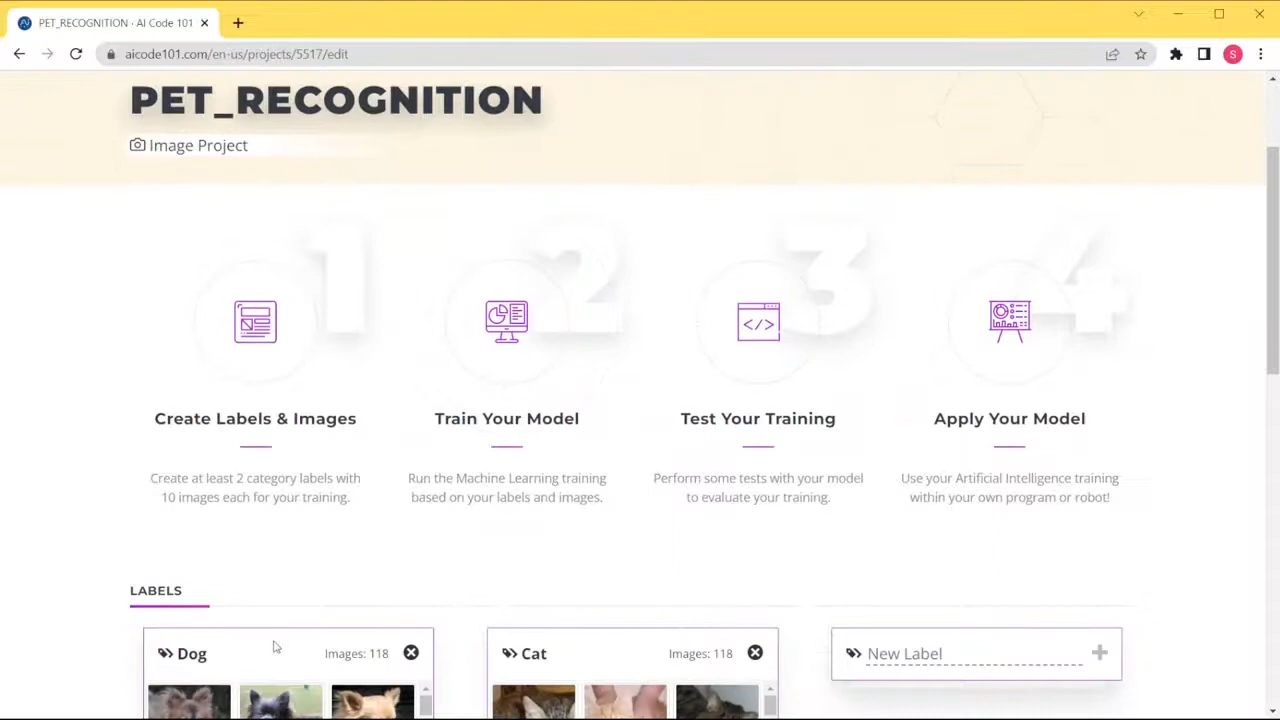 PET_RECOGNITION · AI Code 101
aicode101.com/en-us/projects/5517/edit
S
PET_RECOGNITION
Image Project
1
2
3
4
Create Labels & Images
Train Your Model
Test Your Training
Apply Your Model
Create at least 2 category labels with
10 images each for your training.
Run the Machine Learning training
based on your labels and images.
Perform some tests with your model
to evaluate your training.
Use your Artificial Intelligence training
within your own program or robot!
LABELS
Dog
Images: 118
Cat
Images: 118
New Label